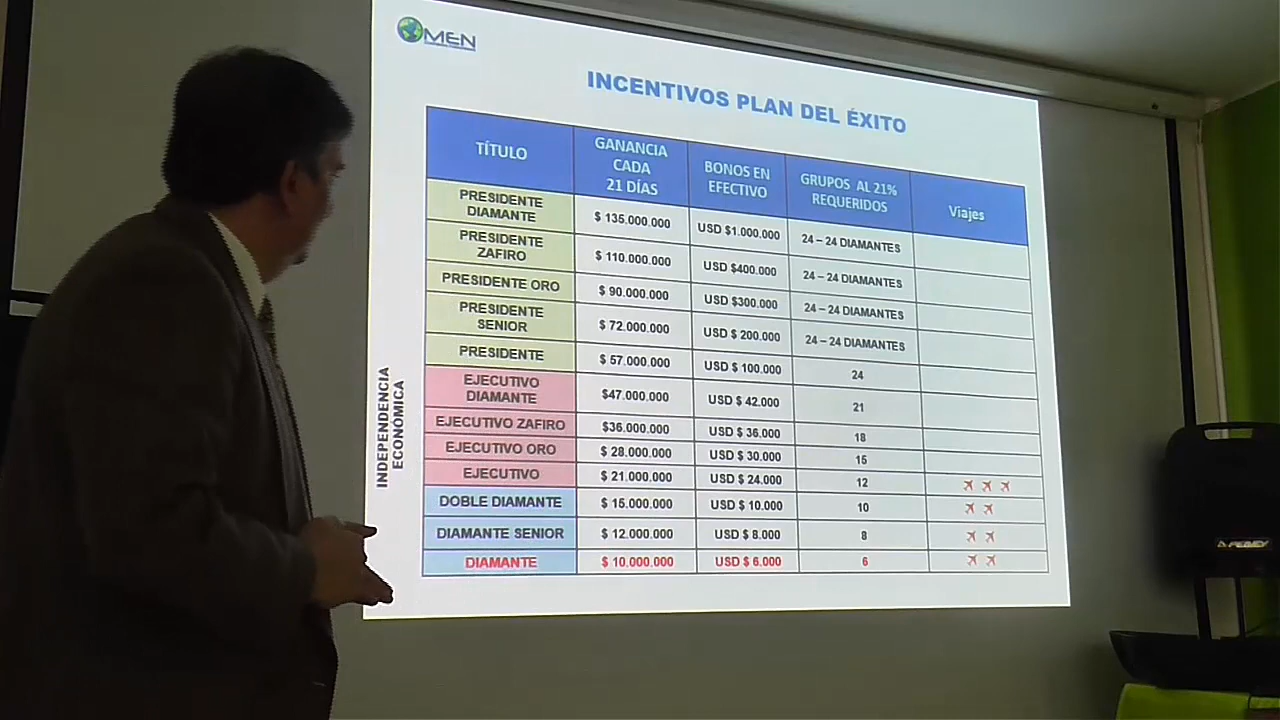 OMEN
INCENTIVOS PLAN DEL ÉXITO
TÍTULO
GANANCIA
CADA
21 DÍAS
BONOS EN
EFECTIVO
GRUPOS AL 21%
REQUERIDOS
Viajes
PRESIDENTE
DIAMANTE
$ 135.000.000
USD $1.000.000
24 – 24 DIAMANTES
PRESIDENTE
ZAFIRO
$ 110.000.000
USD $400.000
24 – 24 DIAMANTES
PRESIDENTE ORO
$ 90.000.000
USD $300.000
24 – 24 DIAMANTES
PRESIDENTE
SENIOR
$ 72.000.000
USD $ 200.000
24 – 24 DIAMANTES
PRESIDENTE
$ 57.000.000
USD $ 100.000
24
EJECUTIVO
DIAMANTE
$47.000.000
USD $ 42.000
21
EJECUTIVO ZAFIRO
$36.000.000
USD $ 36.000
18
EJECUTIVO ORO
$ 28.000.000
USD $ 30.000
15
EJECUTIVO
$ 21.000.000
USD $ 24.000
12
DOBLE DIAMANTE
$ 15.000.000
USD $ 10.000
10
DIAMANTE SENIOR
$ 12.000.000
USD $ 8.000
8
DIAMANTE
$ 10.000.000
USD $ 6.000
6
INDEPENDENCIA
ECONÓMICA